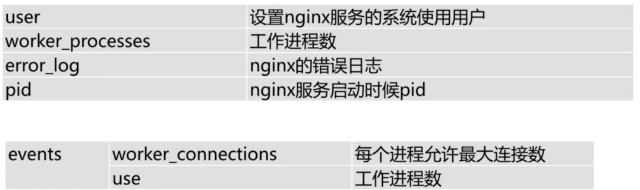 user 设置nginx服务的系统使用用户
worker_processes 工作进程数
error_log nginx的错误日志
pid nginx服务启动时候pid
events worker_connections 每个进程允许最大连接数
use 工作进程数